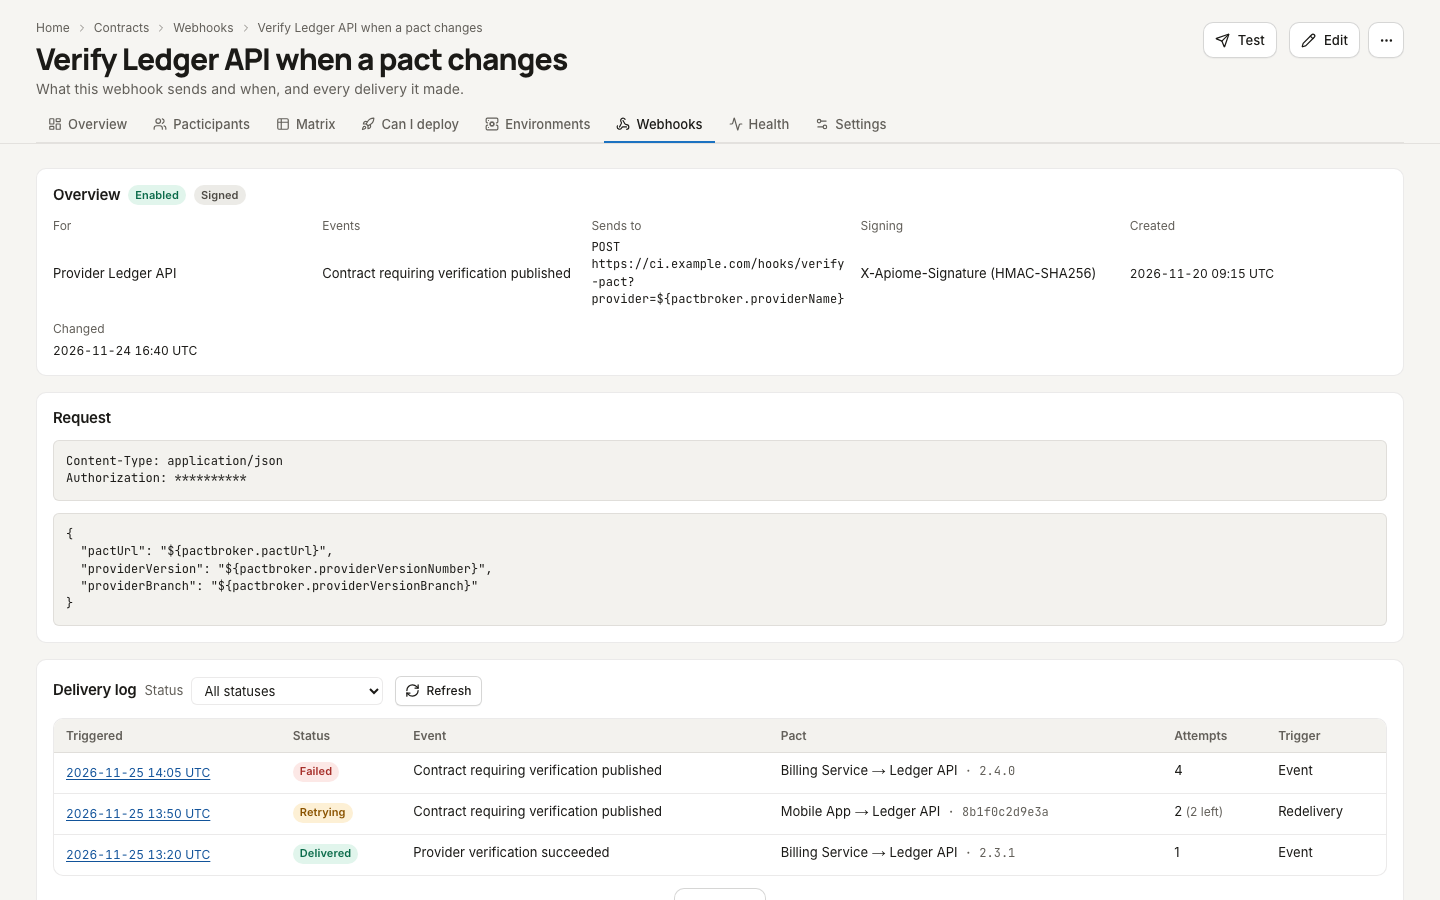 Home > Contracts > Webhooks > Verify Ledger API when a pact changes
Verify Ledger API when a pact changes
What this webhook sends and when, and every delivery it made.
Test
Edit
...
Overview
Pacticipants
Matrix
Can I deploy
Environments
Webhooks
Health
Settings
Overview Enabled Signed
For
Provider Ledger API
Events
Contract requiring verification published
Sends to
POST
https://ci.example.com/hooks/verify
-pact?
provider=${pactbroker.providerName}
Signing
X-Apiome-Signature (HMAC-SHA256)
Created
2026-11-20 09:15 UTC
Changed
2026-11-24 16:40 UTC
Request
Content-Type: application/json
Authorization: **********
{
  "pactUrl": "${pactbroker.pactUrl}",
  "providerVersion": "${pactbroker.providerVersionNumber}",
  "providerBranch": "${pactbroker.providerVersionBranch}"
}
Delivery log Status All statuses Refresh
Triggered Status Event Pact Attempts Trigger
2026-11-25 14:05 UTC Failed Contract requiring verification published Billing Service → Ledger API · 2.4.0 4 Event
2026-11-25 13:50 UTC Retrying Contract requiring verification published Mobile App → Ledger API · 8b1f0c2d9e3a 2 (2 left) Redelivery
2026-11-25 13:20 UTC Delivered Provider verification succeeded Billing Service → Ledger API · 2.3.1 1 Event